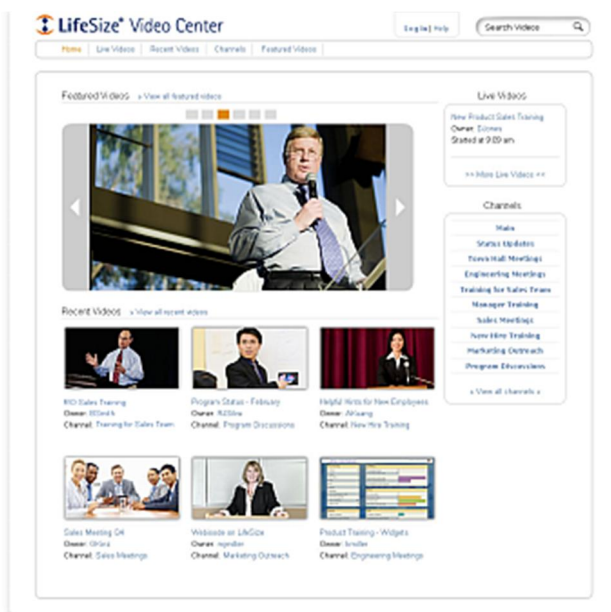 LifeSize® Video Center
Log In | Help
Search Videos
Home
Live Videos
Recent Videos
Channels
Featured Videos
Featured Videos
» View all featured videos
Live Videos
New Product Sales Training
Owner:
Started at 9:09 am
>> More Live Videos <<
Channels
Main
Status Updates
Town Hall Meetings
Engineering Meetings
Training for Sales Team
Manager Training
Sales Meetings
New Hire Training
Marketing Outreach
Program Discussions
» View all channels »
Recent Videos
» View all recent videos
Sales Training
Owner:
Channel: Training for Sales Team
Program Status - February
Owner:
Channel: Program Discussions
Helpful Hints for New Employees
Owner:
Channel: New Hire Training
Sales Meeting Q4
Owner:
Channel: Sales Meetings
on LifeSize
Owner:
Channel: Marketing Outreach
Product Training - Widgets
Owner:
Channel: Engineering Meetings